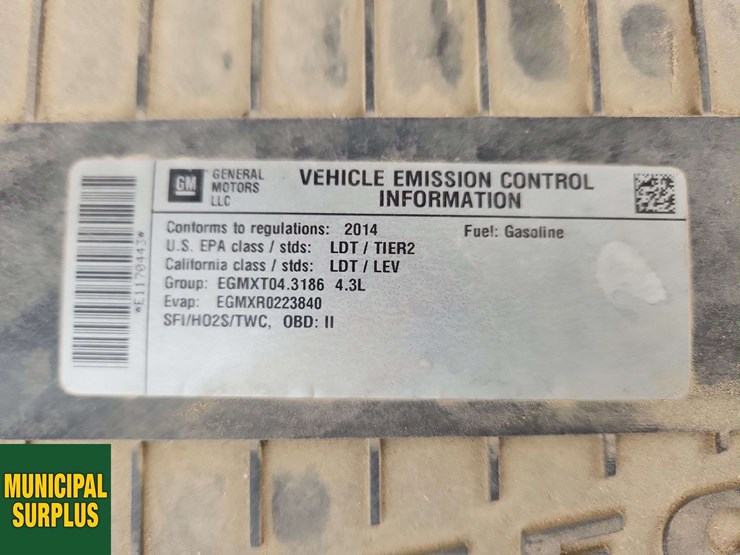 GM
GENERAL
MOTORS
LLC
VEHICLE EMISSION CONTROL
INFORMATION
Conforms to regulations: 2014
Fuel: Gasoline
U.S. EPA class / stds: LDT / TIER2
California class / stds: LDT / LEV
Group: EGMXT04.3186 4.3L
Evap: EGMXR0223840
SFI/HO2S/TWC, OBD: II
*E1170443*
MUNICIPAL
SURPLUS